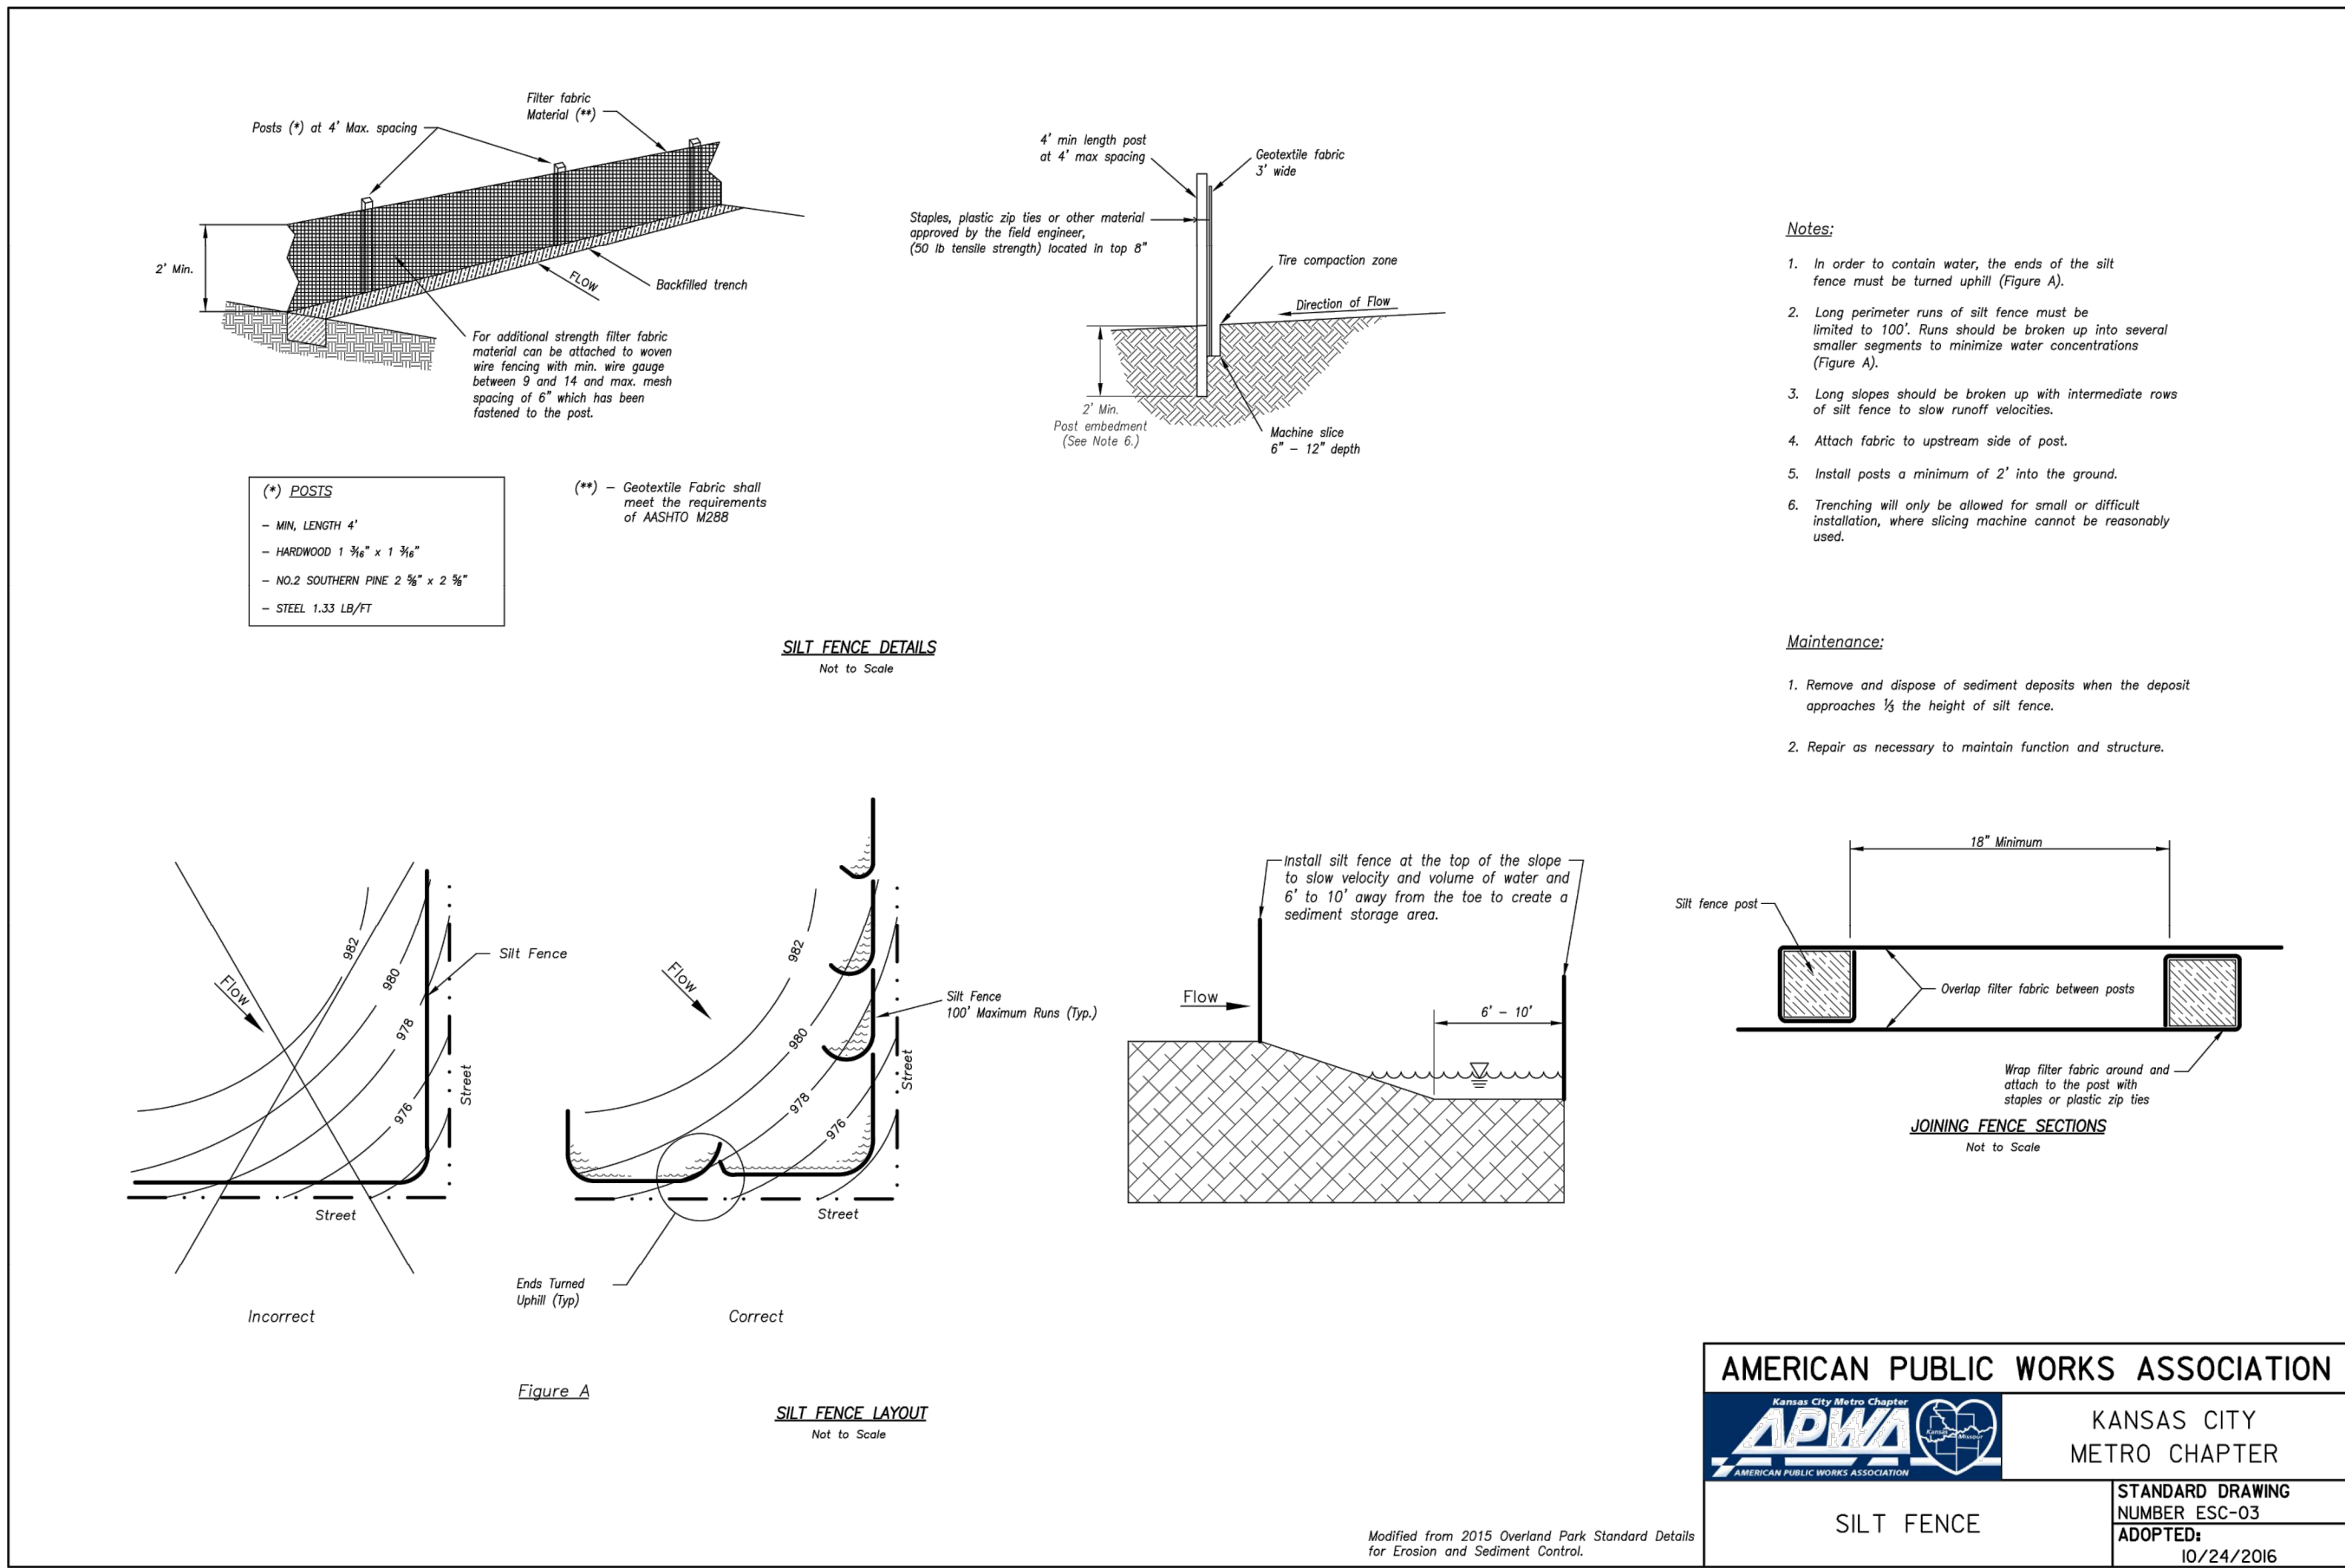 Filter fabric
Material (**)
Posts (*) at 4' Max. spacing
2' Min.
FLOW
Backfilled trench
For additional strength filter fabric
material can be attached to woven
wire fencing with min. wire gauge
between 9 and 14 and max. mesh
spacing of 6" which has been
fastened to the post.
(*) POSTS
– MIN, LENGTH 4'
– HARDWOOD 1 3/16" x 1 3/16"
– NO.2 SOUTHERN PINE 2 5/8" x 2 5/8"
– STEEL 1.33 LB/FT
(**) – Geotextile Fabric shall
meet the requirements
of AASHTO M288
4' min length post
at 4' max spacing
Geotextile fabric
3' wide
Staples, plastic zip ties or other material
approved by the field engineer,
(50 lb tensile strength) located in top 8"
Tire compaction zone
Direction of Flow
2' Min.
Post embedment
(See Note 6.)
Machine slice
6" – 12" depth
SILT FENCE DETAILS
Not to Scale
Notes:
1. In order to contain water, the ends of the silt
fence must be turned uphill (Figure A).
2. Long perimeter runs of silt fence must be
limited to 100'. Runs should be broken up into several
smaller segments to minimize water concentrations
(Figure A).
3. Long slopes should be broken up with intermediate rows
of silt fence to slow runoff velocities.
4. Attach fabric to upstream side of post.
5. Install posts a minimum of 2' into the ground.
6. Trenching will only be allowed for small or difficult
installation, where slicing machine cannot be reasonably
used.
Maintenance:
1. Remove and dispose of sediment deposits when the deposit
approaches 1/3 the height of silt fence.
2. Repair as necessary to maintain function and structure.
982
980
978
976
Flow
Silt Fence
Street
Street
Incorrect
982
980
978
976
Flow
Silt Fence
100' Maximum Runs (Typ.)
Street
Street
Ends Turned
Uphill (Typ)
Correct
Figure A
SILT FENCE LAYOUT
Not to Scale
Install silt fence at the top of the slope
to slow velocity and volume of water and
6' to 10' away from the toe to create a
sediment storage area.
Flow
6' – 10'
18" Minimum
Silt fence post
Overlap filter fabric between posts
Wrap filter fabric around and
attach to the post with
staples or plastic zip ties
JOINING FENCE SECTIONS
Not to Scale
Modified from 2015 Overland Park Standard Details
for Erosion and Sediment Control.
AMERICAN PUBLIC WORKS ASSOCIATION
Kansas City Metro Chapter
APWA
Kansas
Missouri
AMERICAN PUBLIC WORKS ASSOCIATION
KANSAS CITY
METRO CHAPTER
SILT FENCE
STANDARD DRAWING
NUMBER ESC-03
ADOPTED:
10/24/2016